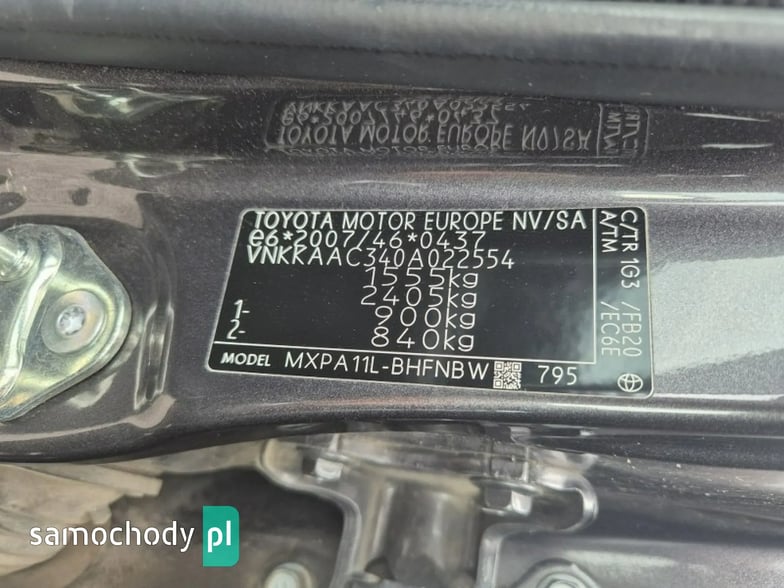 TOYOTA MOTOR EUROPE NV/SA
e6*2007/46*0437
VNKKAAC340A022554
1555kg
2405kg
1- 900kg
2- 840kg
MODEL MXPA11L-BHFNBW 795
C/TR 1G3 /FB20
A/TM /EC6E
samochody pl